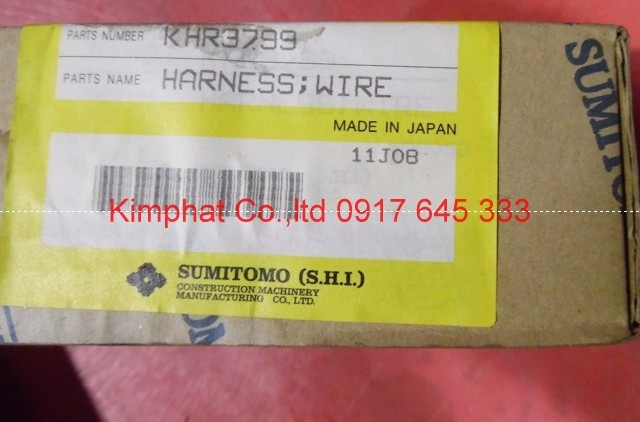 PARTS NUMBER KHR3799
PARTS NAME HARNESS;WIRE
MADE IN JAPAN
11J08
Kimphat Co.,ltd 0917 645 333
SUMITOMO (S.H.I.)
CONSTRUCTION MACHINERY
MANUFACTURING CO., LTD.
SUMITOMO